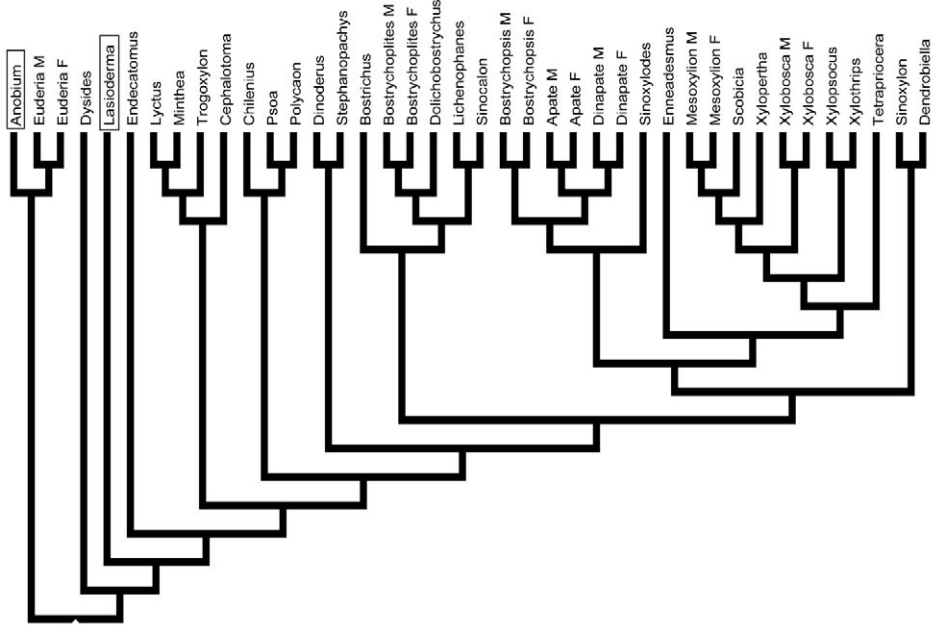 Anobium
Euderia M
Euderia F
Dysides
Lasioderma
Endecatomus
Lyctus
Minthea
Trogoxylon
Cephalotoma
Chilenius
Psoa
Polycaon
Dinoderus
Stephanopachys
Bostrichus
Bostrychoplites M
Bostrychoplites F
Dolichobostrychus
Lichenophanes
Sinocalon
Bostrychopsis M
Bostrychopsis F
Apate M
Apate F
Dinapate M
Dinapate F
Sinoxylodes
Enneadesmus
Mesoxylion M
Mesoxylion F
Scobicia
Xylopertha
Xylobosca M
Xylobosca F
Xylopsocus
Xylothrips
Tetrapriocera
Sinoxylon
Dendrobiella